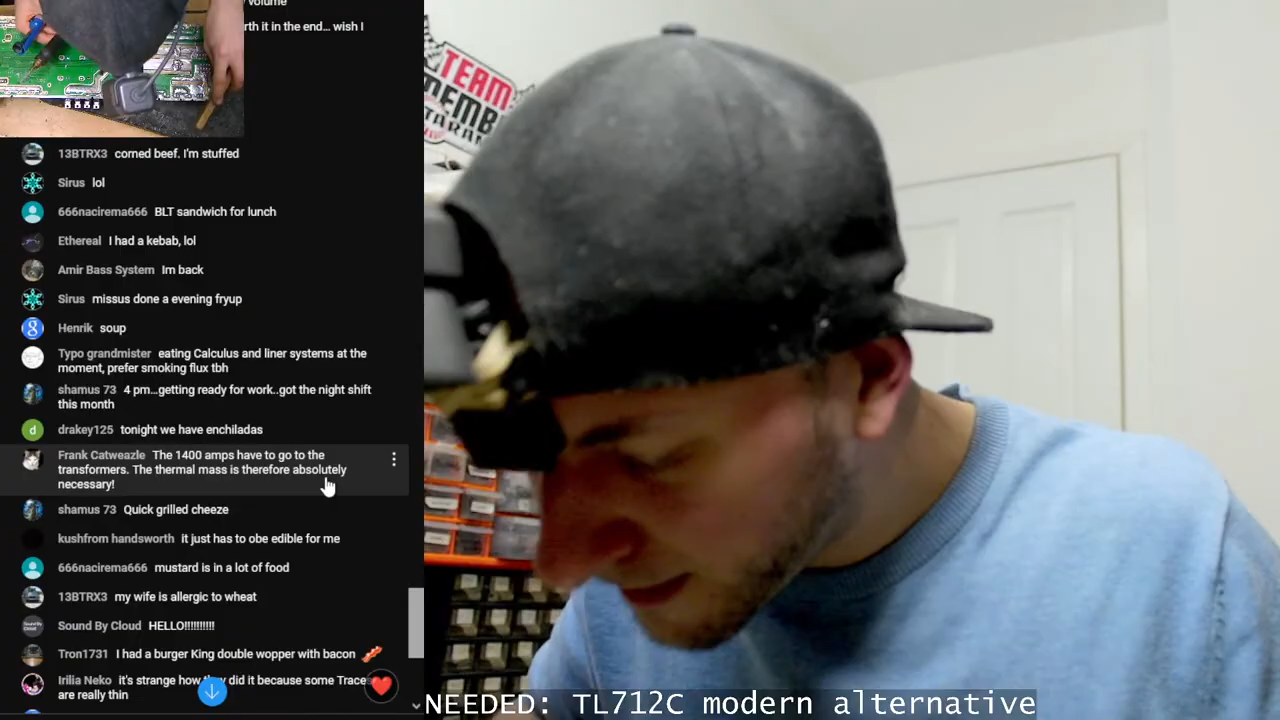 volume
rth it in the end... wish I
13BTRX3 corned beef. I'm stuffed
Sirus lol
666nacirema666 BLT sandwich for lunch
Ethereal I had a kebab, lol
Amir Bass System Im back
Sirus missus done a evening fryup
Henrik soup
Typo grandmister eating Calculus and liner systems at the
moment, prefer smoking flux tbh
shamus 73 4 pm...getting ready for work..got the night shift
this month
drakey125 tonight we have enchiladas
Frank Catweazle The 1400 amps have to go to the
transformers. The thermal mass is therefore absolutely
necessary!
shamus 73 Quick grilled cheeze
kushfrom handsworth it just has to obe edible for me
666nacirema666 mustard is in a lot of food
13BTRX3 my wife is allergic to wheat
Sound By Cloud HELLO!!!!!!!!!!
Tron1731 I had a burger King double wopper with bacon 🥓
Irilia Neko it's strange how they did it because some Trace
are really thin
TEAM
MEMB
NEEDED: TL712C modern alternative